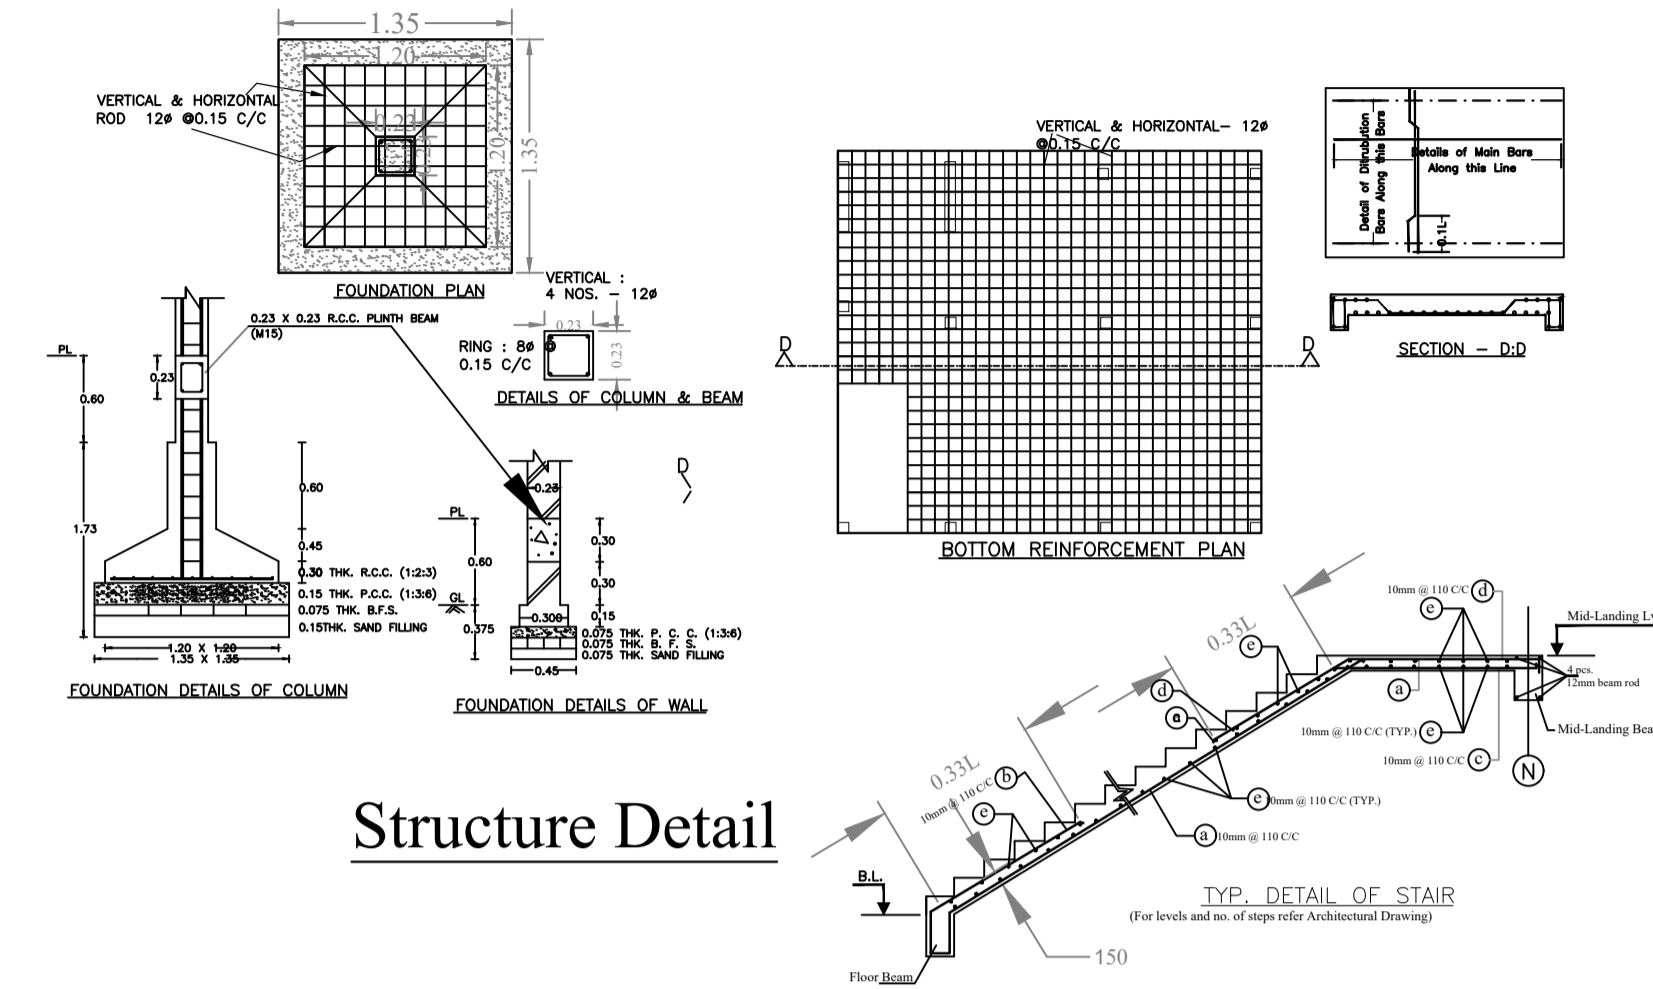 1.35
1.20
VERTICAL & HORIZONTAL
ROD 12ø @0.15 C/C
0.23
0.23
1.20
1.35
FOUNDATION PLAN
VERTICAL :
4 NOS. - 12ø
0.23
RING : 8ø @
0.15 C/C
0.23
DETAILS OF COLUMN & BEAM
0.23 X 0.23 R.C.C. PLINTH BEAM
(M15)
PL
0.23
0.60
0.60
1.73
0.45
0.30 THK. R.C.C. (1:2:3)
0.15 THK. P.C.C. (1:3:6)
0.075 THK. B.F.S.
0.15THK. SAND FILLING
1.20 X 1.20
1.35 X 1.35
FOUNDATION DETAILS OF COLUMN
D
0.23
PL
0.30
0.60
0.30
GL
0.300
0.15
0.375
0.075 THK. P. C. C. (1:3:6)
0.075 THK. B. F. S.
0.075 THK. SAND FILLING
0.45
FOUNDATION DETAILS OF WALL
VERTICAL & HORIZONTAL- 12ø
@0.15 C/C
D
D
BOTTOM REINFORCEMENT PLAN
Detail of Ditrubution
Bars Along this Bars
Details of Main Bars
Along this Line
0.1L
SECTION - D:D
Structure Detail
10mm @ 110 C/C
d
e
Mid-Landing Lv
0.33L
e
4 pcs.
12mm beam rod
a
d
a
10mm @ 110 C/C (TYP.)
e
Mid-Landing Bea
10mm @ 110 C/C
c
N
0.33L
b
10mm @ 110 C/C
e
e
10mm @ 110 C/C (TYP.)
a
10mm @ 110 C/C
B.L.
TYP. DETAIL OF STAIR
(For levels and no. of steps refer Architectural Drawing)
150
Floor Beam